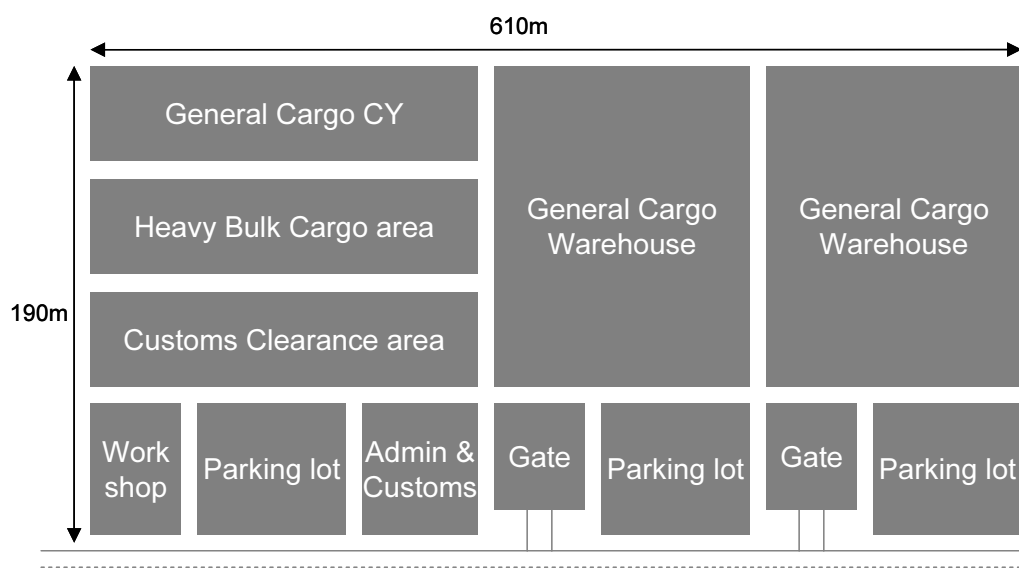 610m
General Cargo CY
Heavy Bulk Cargo area
Customs Clearance area
General Cargo
Warehouse
General Cargo
Warehouse
190m
Work
shop
Parking lot
Admin &
Customs
Gate
Parking lot
Gate
Parking lot